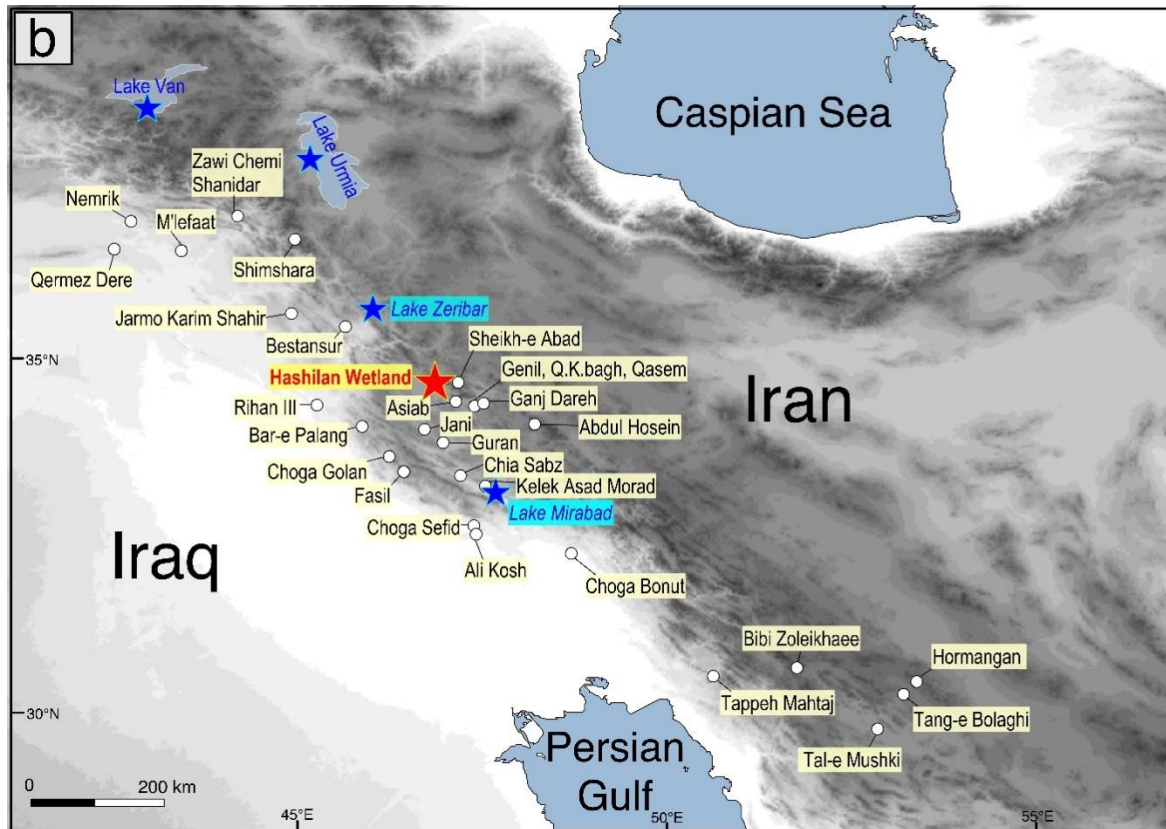 b
Caspian Sea
Lake Van
Lake Urmia
Zawi Chemi
Shanidar
Nemrik
M'lefaat
Qermez Dere
Shimshara
Jarmo Karim Shahir
Lake Zeribar
Bestansur
Sheikh-e Abad
35°N
Hashilan Wetland
Genil, Q.K.bagh, Qasem
Iran
Rihan III
Asiab
Ganj Dareh
Jani
Abdul Hosein
Bar-e Palang
Guran
Choga Golan
Chia Sabz
Fasil
Kelek Asad Morad
Lake Mirabad
Choga Sefid
Iraq
Ali Kosh
Choga Bonut
Bibi Zoleikhaee
Hormangan
Tappeh Mahtaj
30°N
Tang-e Bolaghi
Persian
Gulf
Tal-e Mushki
0 200 km
45°E
50°E
55°E